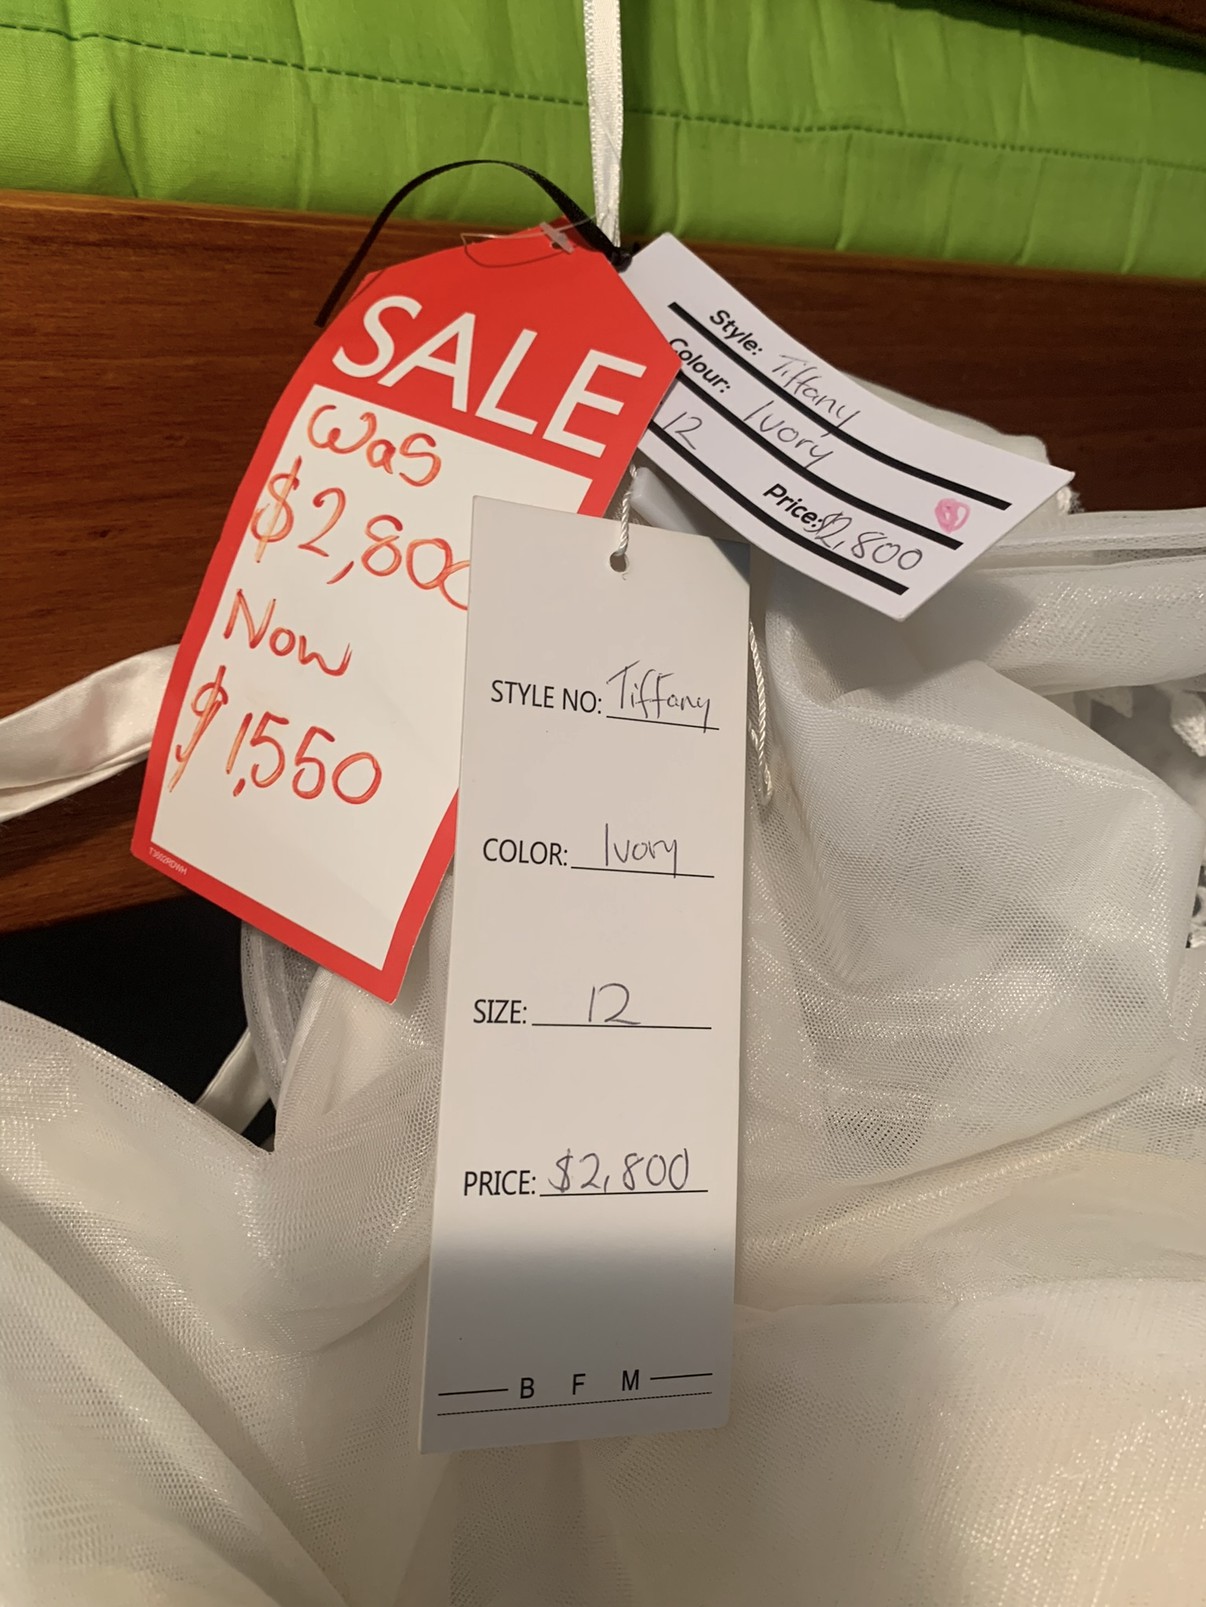 SALE
Was
$2,800
Now
$1,550
Style: Tiffany
Colour: Ivory
12
Price: $2,800
STYLE NO: Tiffany
COLOR: Ivory
SIZE: 12
PRICE: $2,800
B F M